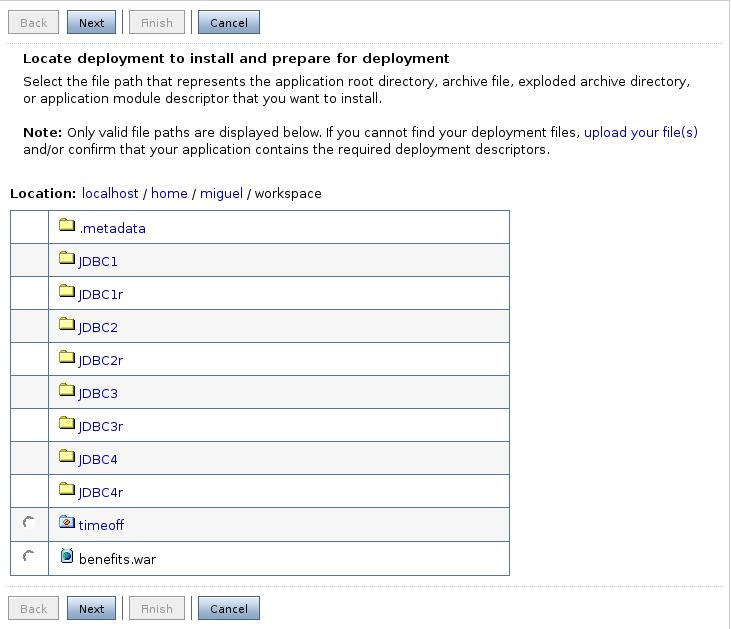 Back Next Finish Cancel
Locate deployment to install and prepare for deployment
Select the file path that represents the application root directory, archive file, exploded archive directory,
or application module descriptor that you want to install.
Note: Only valid file paths are displayed below. If you cannot find your deployment files, upload your file(s)
and/or confirm that your application contains the required deployment descriptors.
Location: localhost / home / miguel / workspace
.metadata
JDBC1
JDBC1r
JDBC2
JDBC2r
JDBC3
JDBC3r
JDBC4
JDBC4r
timeoff
benefits.war
Back Next Finish Cancel